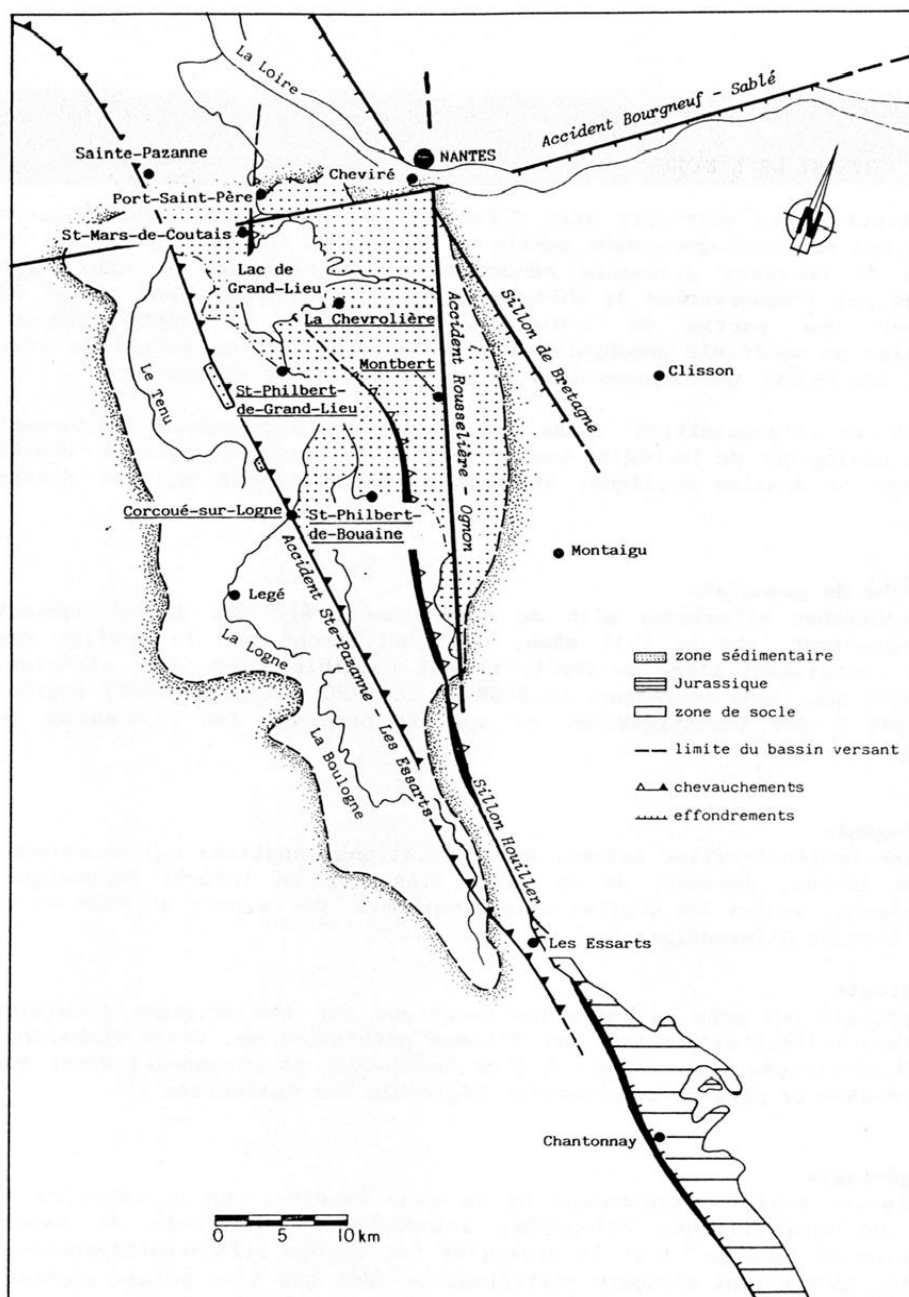 La Loire
Accident Bourgneuf - Sablé
NANTES
Sainte-Pazanne
Cheviré
Port-Saint-Père
St-Mars-de-Coutais
N
Lac de
Grand-Lieu
La Chevrolière
Accident Rousselière - Ognon
Sillon de Bretagne
Montbert
Clisson
Le Tenu
St-Philbert
de-Grand-Lieu
Corcoué-sur-Logne
St-Philbert
de-Bouaine
Montaigu
Accident Ste-Pazanne Les Essarts
Legé
La Logne
sédimentaire
jurassique
socle
La Boulogne
limite du bassin versant
chevauchements
effondrements
Sillon Houiller
Les Essarts
Chantonnay
0 5 10 km